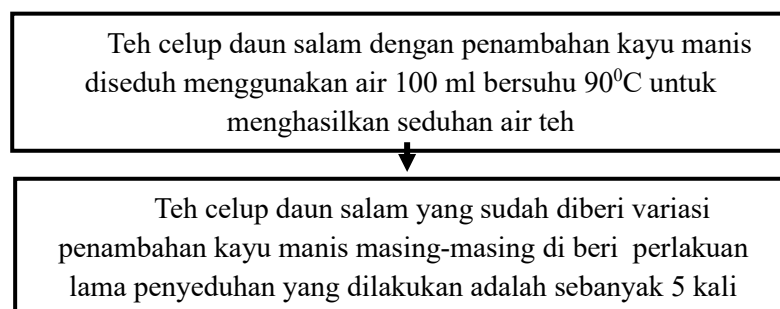 Teh celup daun salam dengan penambahan kayu manis
diseduh menggunakan air 100 ml bersuhu 90⁰C untuk
menghasilkan seduhan air teh
Teh celup daun salam yang sudah diberi variasi
penambahan kayu manis masing-masing di beri perlakuan
lama penyeduhan yang dilakukan adalah sebanyak 5 kali